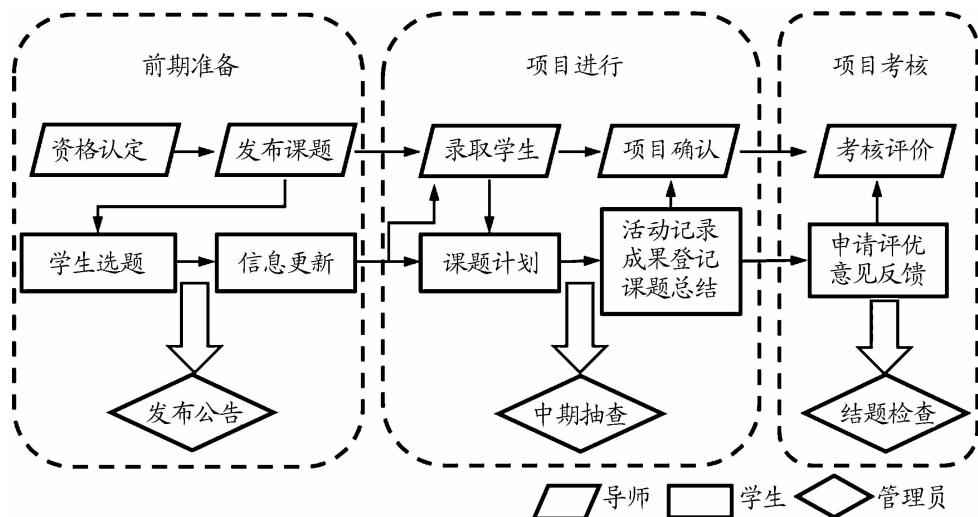 前期准备
项目进行
项目考核
资格认定
发布课题
录取学生
项目确认
考核评价
学生选题
信息更新
课题计划
活动记录
成果登记
课题总结
申请评优
意见反馈
发布公告
中期抽查
结题检查
导师
学生
管理员